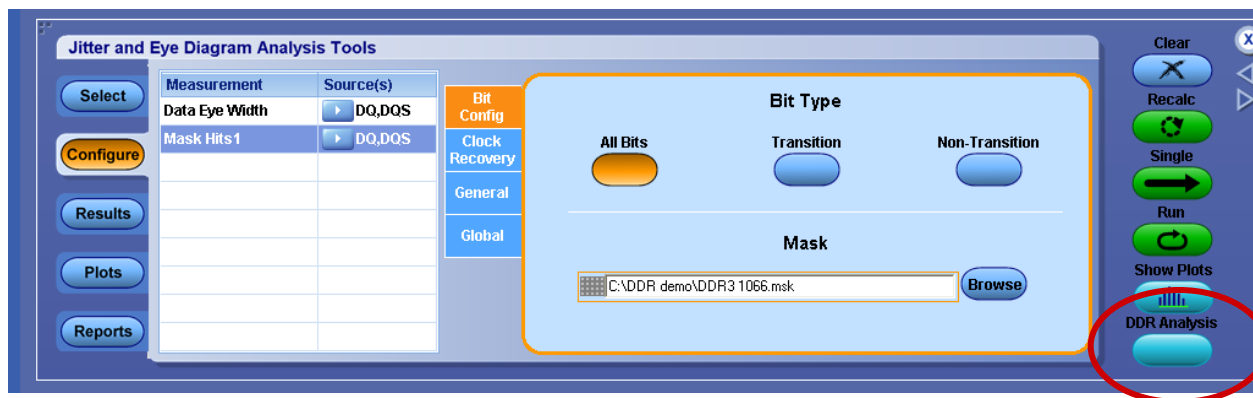 Jitter and Eye Diagram Analysis Tools
Select
Configure
Results
Plots
Reports
Measurement Source(s)
Data Eye Width DQ,DQS
Mask Hits1 DQ,DQS
Bit
Config
Clock
Recovery
General
Global
Bit Type
All Bits Transition Non-Transition
Mask
C:\DDR demo\DDR3 1066.msk Browse
Clear
X
Recalc
Single
Run
Show Plots
DDR Analysis